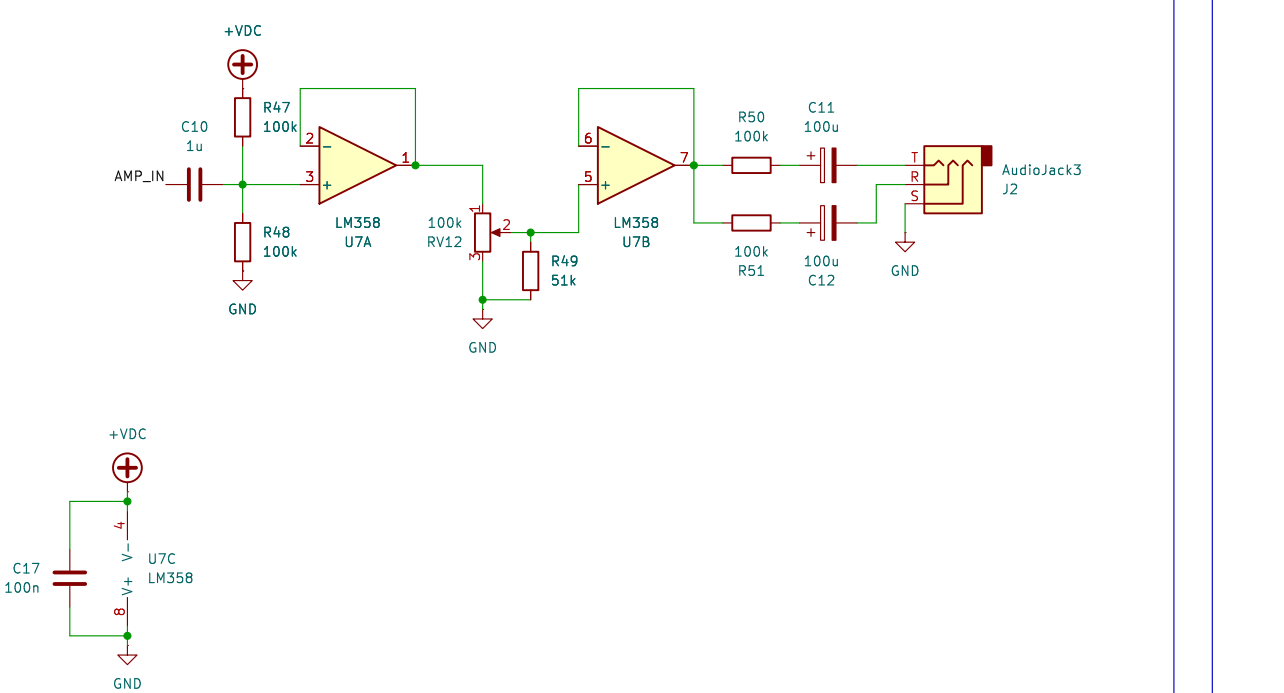 +VDC
R47
100k
C10
1u
AMP_IN
2
3
1
LM358
U7A
R48
100k
GND
100k
RV12
1
2
3
R49
51k
GND
6
5
7
LM358
U7B
R50
100k
C11
100u
+
100k
R51
+
100u
C12
T
R
S
AudioJack3
J2
GND
+VDC
4
V-
U7C
LM358
V+
8
C17
100n
GND